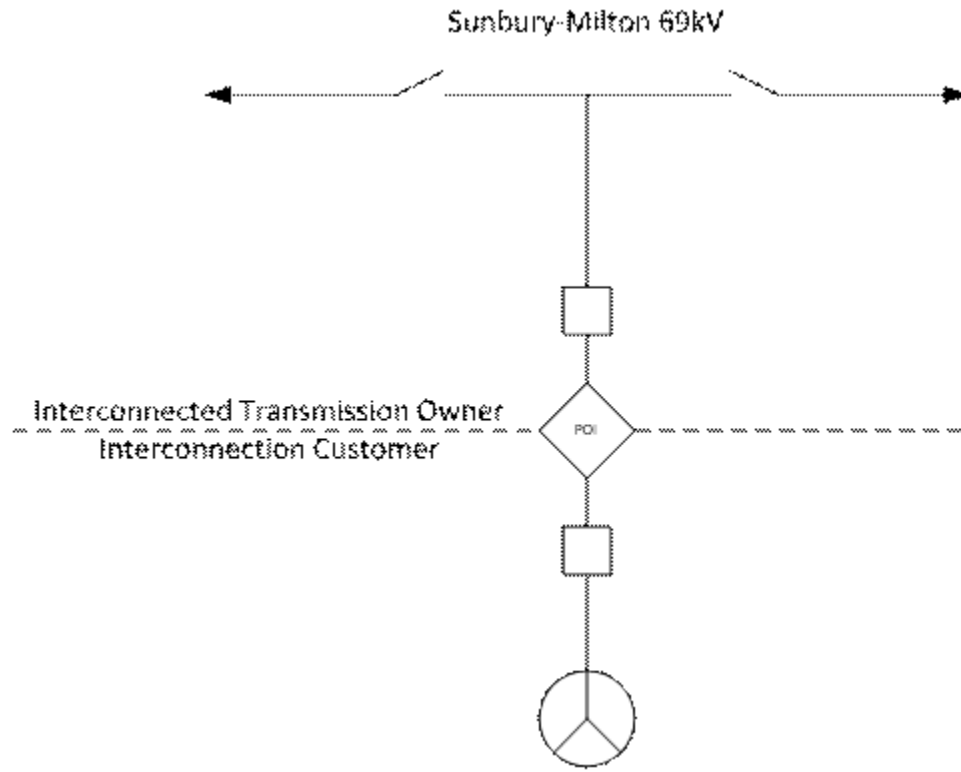 Sunbury-Milton 69kV
Interconnected Transmission Owner
POI
Interconnection Customer